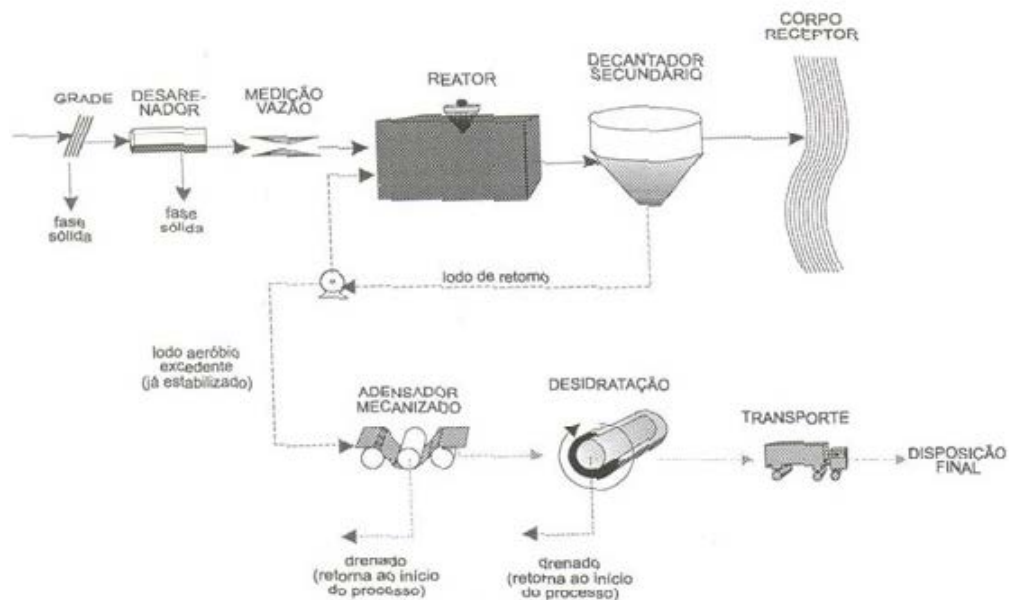 CORPO
RECEPTOR
DECANTADOR
SECUNDÁRIO
REATOR
MEDIÇÃO
VAZÃO
DESARE-
NADOR
GRADE
fase
sólida
fase
sólida
lodo de retorno
lodo aeróbio
excedente
(já estabilizado)
ADENSADOR
MECANIZADO
DESIDRATAÇÃO
TRANSPORTE
DISPOSIÇÃO
FINAL
drenado
(retorna ao início
do processo)
drenado
(retorna ao início
do processo)